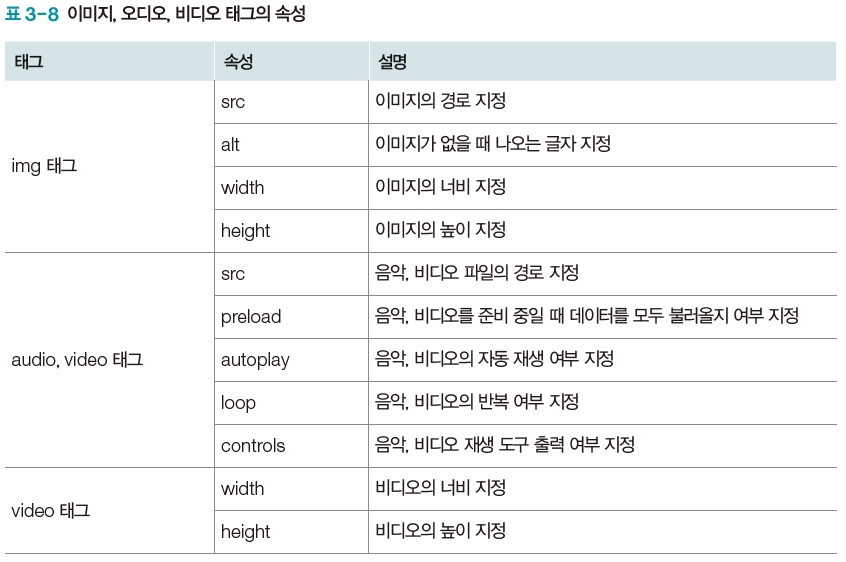 표 3-8 이미지, 오디오, 비디오 태그의 속성
태그 속성 설명
img 태그
src 이미지의 경로 지정
alt 이미지가 없을 때 나오는 글자 지정
width 이미지의 너비 지정
height 이미지의 높이 지정
audio, video 태그
src 음악, 비디오 파일의 경로 지정
preload 음악, 비디오를 준비 중일 때 데이터를 모두 불러올지 여부 지정
autoplay 음악, 비디오의 자동 재생 여부 지정
loop 음악, 비디오의 반복 여부 지정
controls 음악, 비디오 재생 도구 출력 여부 지정
video 태그
width 비디오의 너비 지정
height 비디오의 높이 지정